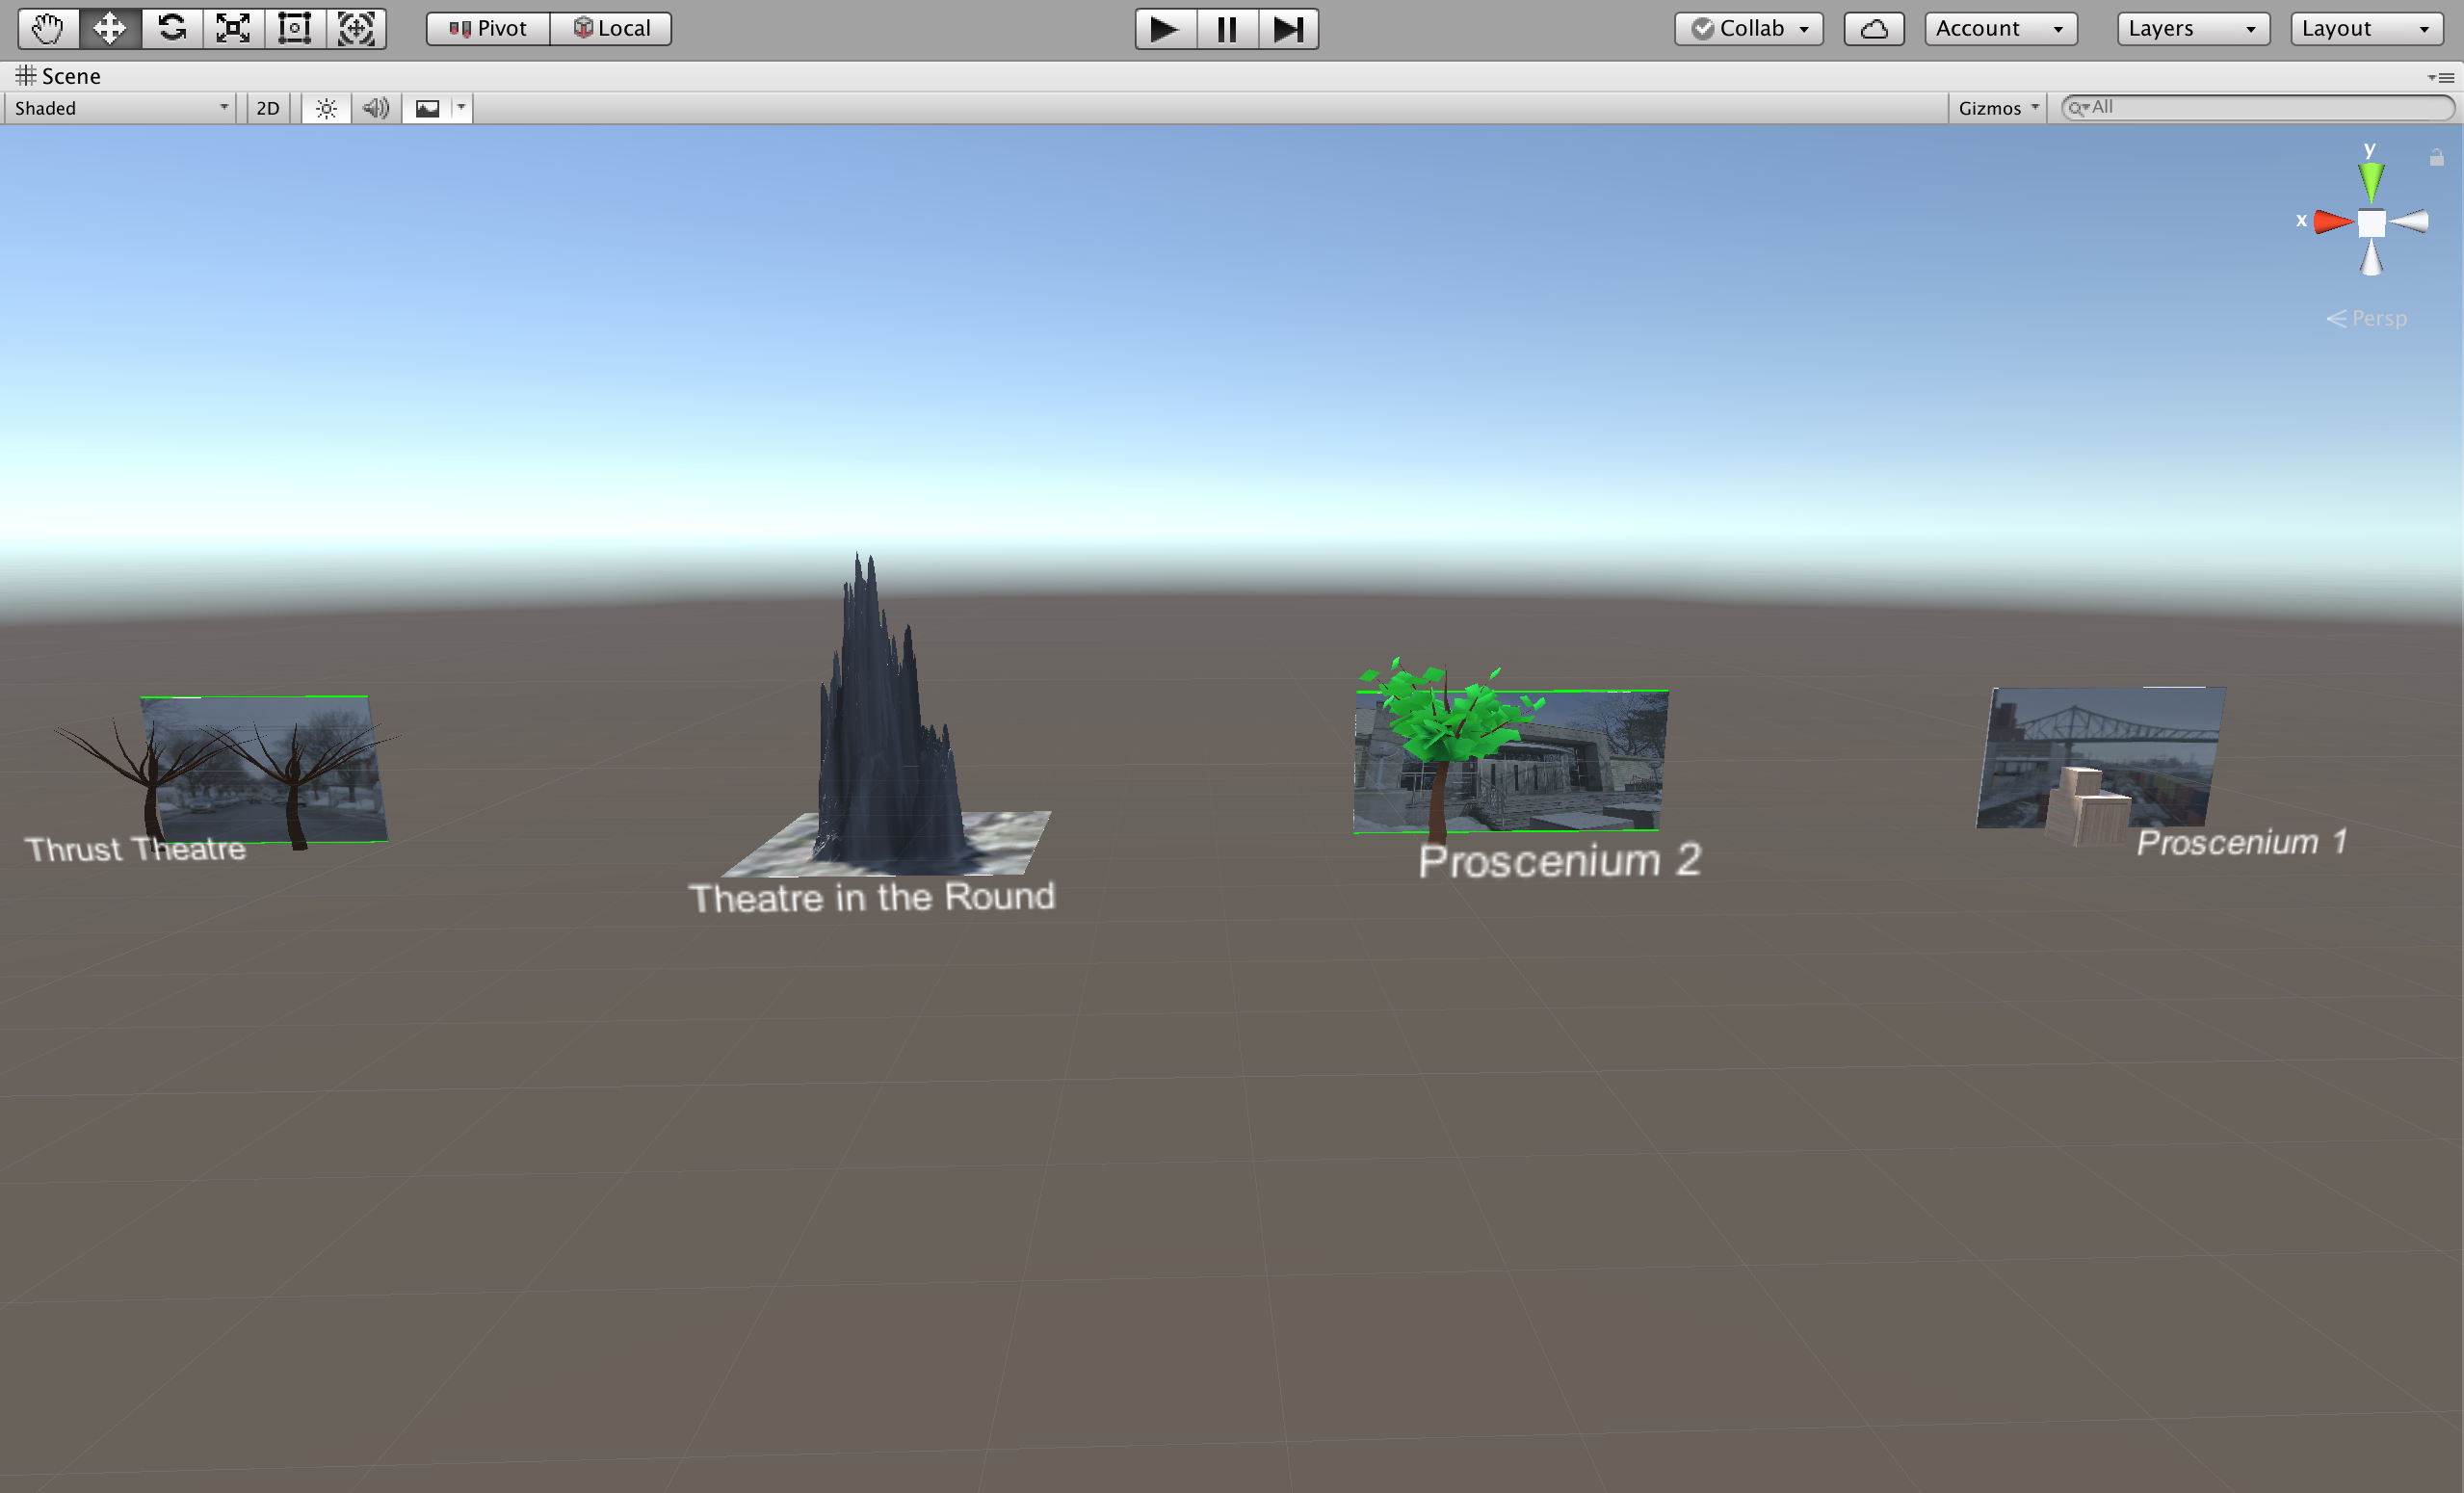 Pivot Local Collab Account Layers Layout
Scene
Shaded 2D Gizmos All
y
x
Persp
Thrust Theatre
Theatre in the Round
Proscenium 2
Proscenium 1